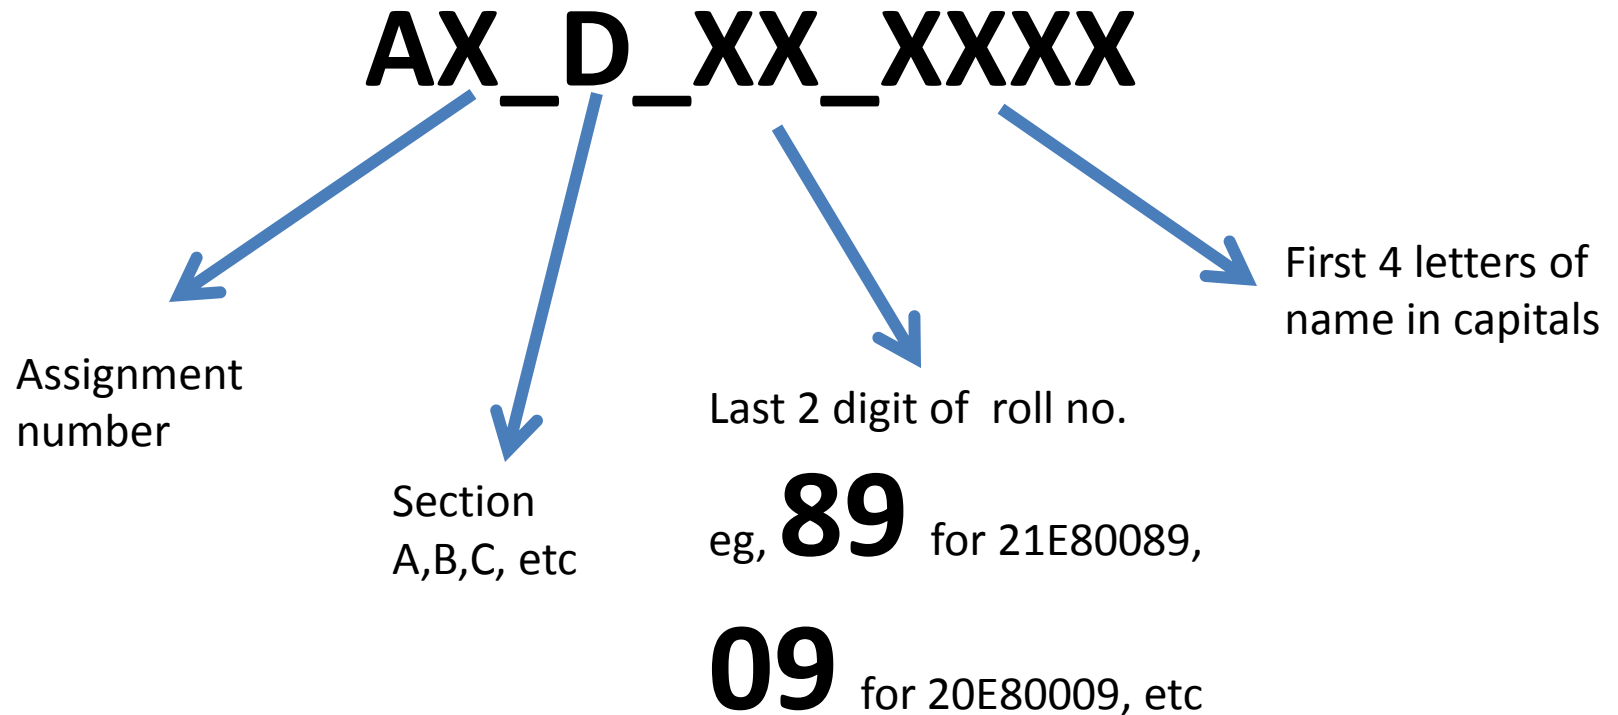 AX_D_XX_XXXX
First 4 letters of
name in capitals
Assignment
number
Last 2 digit of roll no.
Section
A,B,C, etc
eg, 89 for 21E80089,
09 for 20E80009, etc